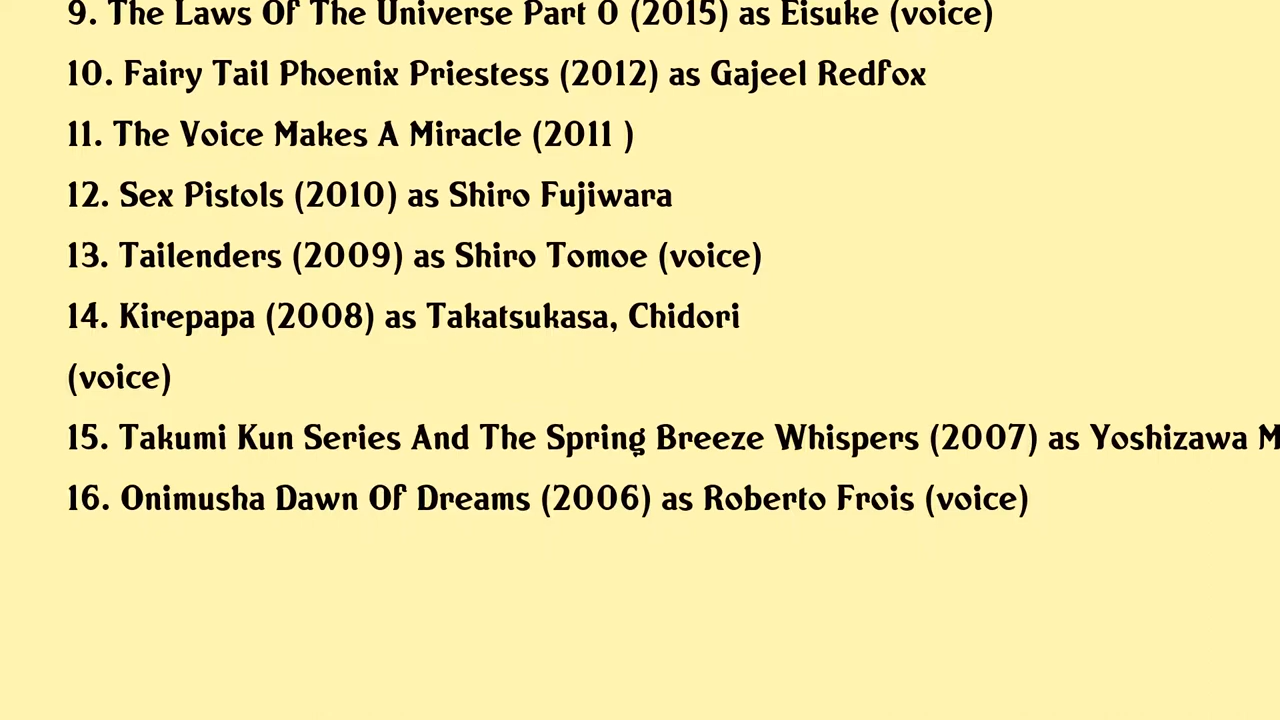 9. The Laws Of The Universe Part 0 (2015) as Eisuke (voice)
10. Fairy Tail Phoenix Priestess (2012) as Gajeel Redfox
11. The Voice Makes A Miracle (2011 )
12. Sex Pistols (2010) as Shiro Fujiwara
13. Tailenders (2009) as Shiro Tomoe (voice)
14. Kirepapa (2008) as Takatsukasa, Chidori
(voice)
15. Takumi Kun Series And The Spring Breeze Whispers (2007) as Yoshizawa
16. Onimusha Dawn Of Dreams (2006) as Roberto Frois (voice)